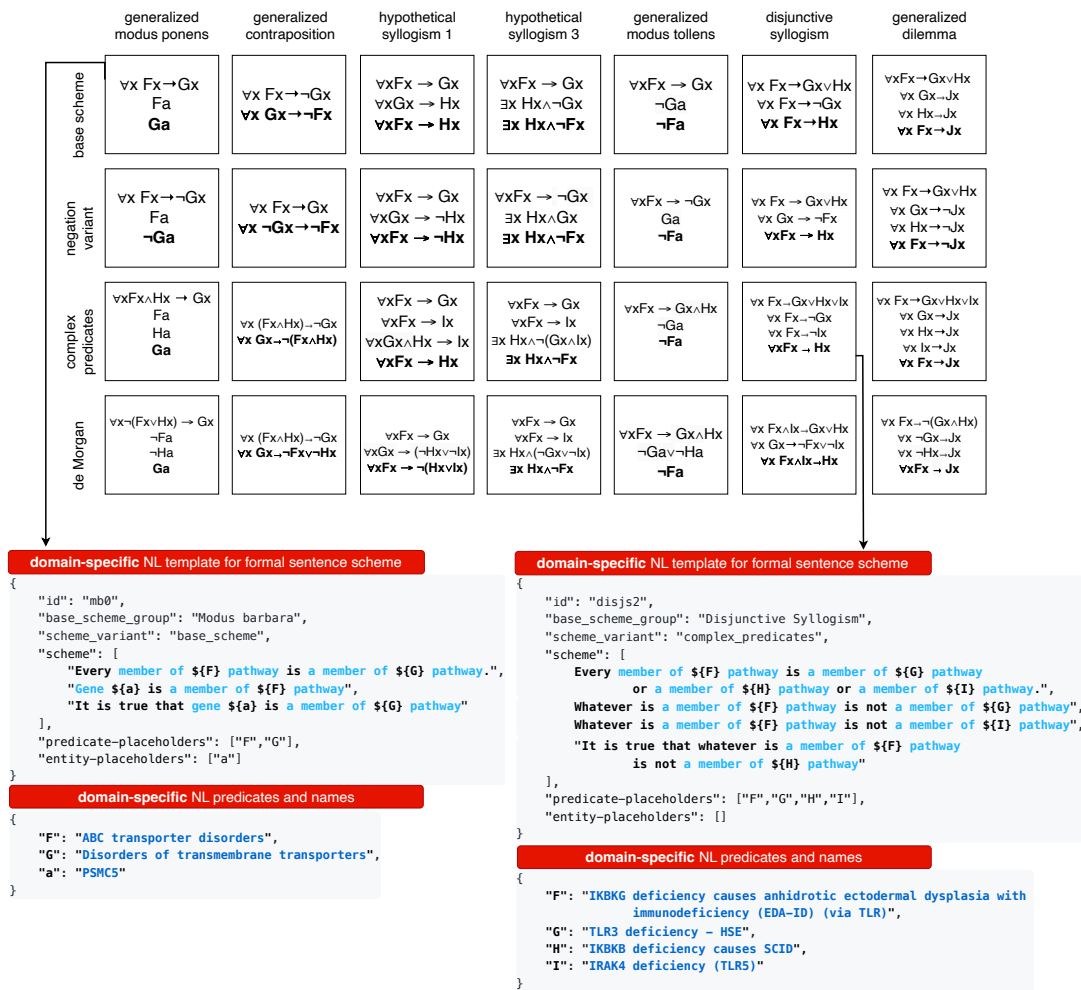 generalized modus ponens
generalized contraposition
hypothetical syllogism 1
hypothetical syllogism 3
generalized modus tollens
disjunctive syllogism
generalized dilemma
base scheme
∀x Fx→Gx
Fa
Ga
∀x Fx→¬Gx
∀x Gx→¬Fx
∀xFx → Gx
∀xGx → Hx
∀xFx → Hx
∀xFx → Gx
∃x Hx∧¬Gx
∃x Hx∧¬Fx
∀xFx → Gx
¬Ga
¬Fa
∀x Fx→Gx∨Hx
∀x Fx→¬Gx
∀x Fx→Hx
∀xFx→Gx∨Hx
∀x Gx→Jx
∀x Hx→Jx
∀x Fx→Jx
negation variant
∀x Fx→¬Gx
Fa
¬Ga
∀x Fx→Gx
∀x ¬Gx→¬Fx
∀xFx → Gx
∀xGx → ¬Hx
∀xFx → ¬Hx
∀xFx → ¬Gx
∃x Hx∧Gx
∃x Hx∧¬Fx
∀xFx → ¬Gx
Ga
¬Fa
∀x Fx → Gx∨Hx
∀x Gx → ¬Fx
∀xFx → Hx
∀x Fx→Gx∨Hx
∀x Gx→¬Jx
∀x Hx→¬Jx
∀x Fx→¬Jx
complex predicates
∀xFx∧Hx → Gx
Fa
Ha
Ga
∀x (Fx∧Hx)→¬Gx
∀x Gx→¬(Fx∧Hx)
∀xFx → Gx
∀xFx → Ix
∀xGx∧Hx → Ix
∀xFx → Hx
∀xFx → Gx
∀xFx → Ix
∃x Hx∧¬(Gx∧Ix)
∃x Hx∧¬Fx
∀xFx → Gx∧Hx
¬Ga
¬Fa
∀x Fx→Gx∨Hx∨Ix
∀x Fx→¬Gx
∀x Fx→¬Ix
∀xFx → Hx
∀x Fx→Gx∨Hx∨Ix
∀x Gx→Jx
∀x Hx→Jx
∀x Ix→Jx
∀x Fx→Jx
de Morgan
∀x¬(Fx∨Hx) → Gx
¬Fa
¬Ha
Ga
∀x (Fx∧Hx)→¬Gx
∀x Gx→¬Fx∨¬Hx
∀xFx → Gx
∀xGx → (¬Hx∨¬Ix)
∀xFx → ¬(Hx∨Ix)
∀xFx → Gx
∀xFx → Ix
∃x Hx∧(¬Gx∨¬Ix)
∃x Hx∧¬Fx
∀xFx → Gx∧Hx
¬Ga∨¬Ha
¬Fa
∀x Fx∧Ix→Gx∨Hx
∀x Gx→¬Fx∨¬Ix
∀x Fx∧Ix→Hx
∀x Fx→¬(Gx∧Hx)
∀x ¬Gx→Jx
∀x ¬Hx→Jx
∀xFx → Jx
domain-specific NL template for formal sentence scheme
{
"id": "mb0",
"base_scheme_group": "Modus barbara",
"scheme_variant": "base_scheme",
"scheme": [
"Every member of ${F} pathway is a member of ${G} pathway.",
"Gene ${a} is a member of ${F} pathway",
"It is true that gene ${a} is a member of ${G} pathway"
],
"predicate-placeholders": ["F","G"],
"entity-placeholders": ["a"]
}
domain-specific NL predicates and names
{
"F": "ABC transporter disorders",
"G": "Disorders of transmembrane transporters",
"a": "PSMC5"
}
domain-specific NL template for formal sentence scheme
{
"id": "disjs2",
"base_scheme_group": "Disjunctive Syllogism",
"scheme_variant": "complex_predicates",
"scheme": [
Every member of ${F} pathway is a member of ${G} pathway
or a member of ${H} pathway or a member of ${I} pathway.",
Whatever is a member of ${F} pathway is not a member of ${G} pathway",
Whatever is a member of ${F} pathway is not a member of ${I} pathway",
"It is true that whatever is a member of ${F} pathway
is not a member of ${H} pathway"
],
"predicate-placeholders": ["F","G","H","I"],
"entity-placeholders": []
}
domain-specific NL predicates and names
{
"F": "IKBKG deficiency causes anhidrotic ectodermal dysplasia with
immunodeficiency (EDA-ID) (via TLR)",
"G": "TLR3 deficiency - HSE",
"H": "IKBKB deficiency causes SCID",
"I": "IRAK4 deficiency (TLR5)"
}